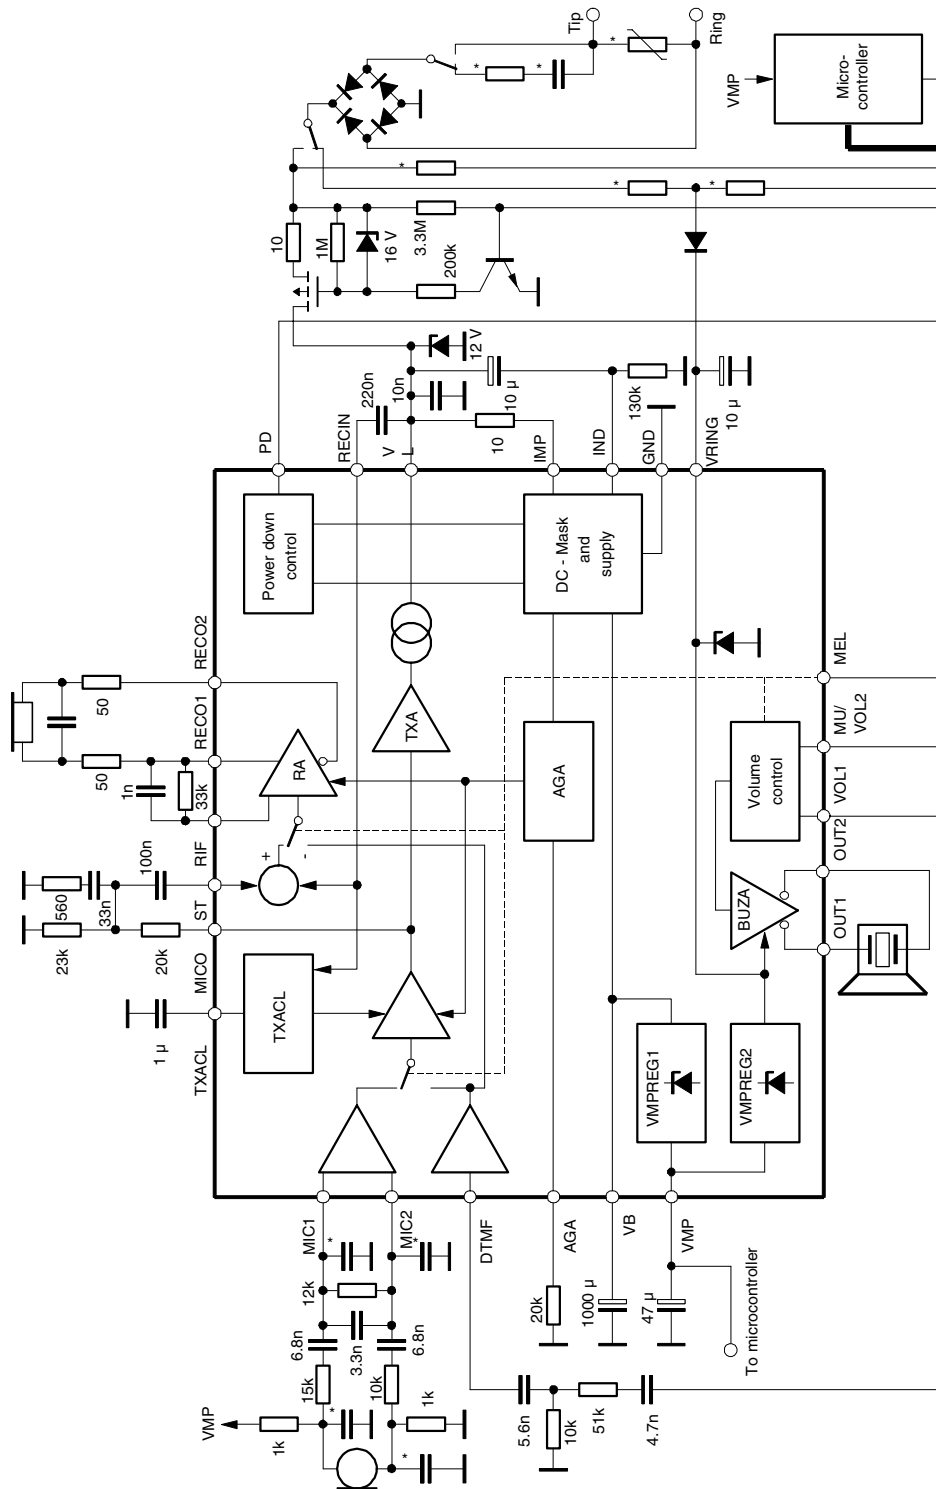 Tip
Ring
*
*
*
VMP
Micro-
controller
*
*
*
10
1M
16 V
3.3M
200k
12 V
220n
10n
10 µ
130k
10 µ
10
PD
RECIN
V
L
IMP
IND
GND
VRING
Power down
control
DC - Mask
and
supply
RECO2
MEL
50
RECO1
TXA
MU/
VOL2
50
1n
33k
RA
AGA
Volume
control
VOL1
RIF
OUT2
+
-
100n
560
33n
ST
BUZA
OUT1
23k
20k
MICO
TXACL
1 µ
TXACL
VMPREG1
VMPREG2
MIC1
MIC2
DTMF
AGA
VB
VMP
*
*
12k
6.8n
3.3n
6.8n
20k
1000 µ
47 µ
To microcontroller
15k
10k
1k
VMP
1k
*
*
5.6n
10k
51k
4.7n